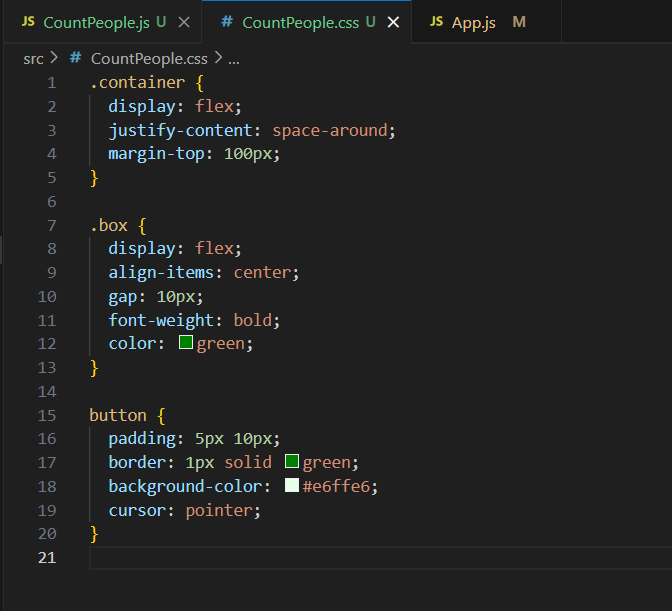 JS CountPeople.js U × # CountPeople.css U × JS App.js M
src > # CountPeople.css > ...
1 .container {
2 display: flex;
3 justify-content: space-around;
4 margin-top: 100px;
5 }
6
7 .box {
8 display: flex;
9 align-items: center;
10 gap: 10px;
11 font-weight: bold;
12 color: green;
13 }
14
15 button {
16 padding: 5px 10px;
17 border: 1px solid green;
18 background-color: #e6ffe6;
19 cursor: pointer;
20 }
21